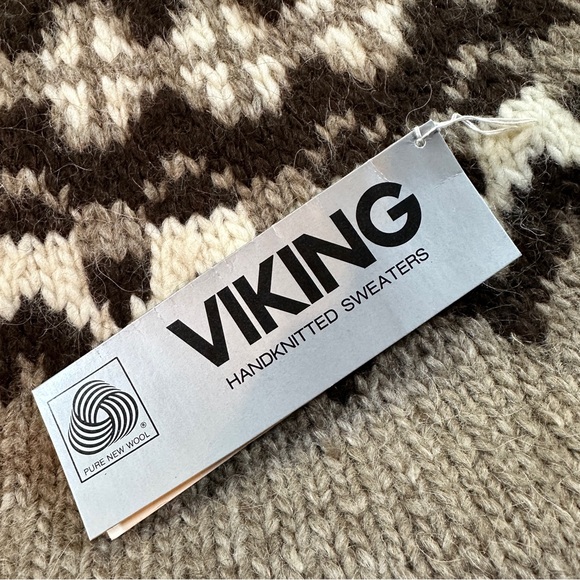 VIKING
HANDKNITTED SWEATERS
®
PURE NEW WOOL